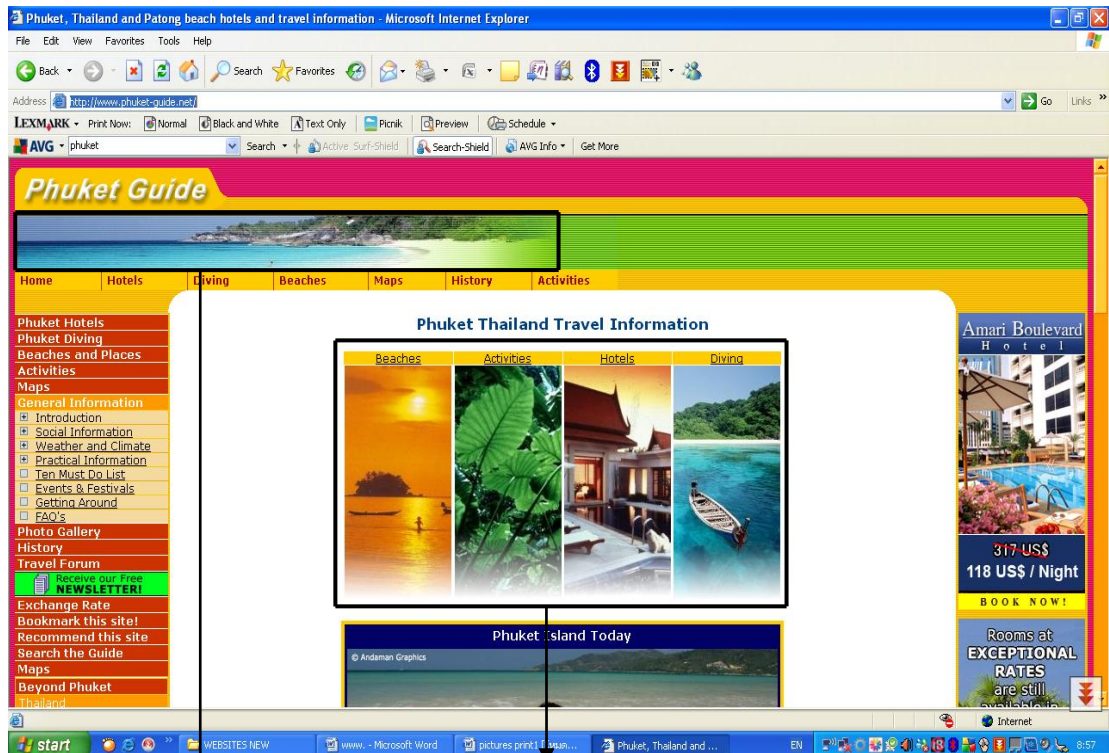 Phuket, Thailand and Patong beach hotels and travel information - Microsoft Internet Explorer
File Edit View Favorites Tools Help
Back Search Favorites
Address http://www.phuket-guide.net/ Go Links »
LEXMARK Print Now: Normal Black and White Text Only Picnik Preview Schedule
AVG phuket Search Active Surf-Shield Search-Shield AVG Info Get More
Phuket Guide
Home Hotels Diving Beaches Maps History Activities
Phuket Hotels
Phuket Diving
Beaches and Places
Activities
Maps
General Information
Introduction
Social Information
Weather and Climate
Practical Information
Ten Must Do List
Events & Festivals
Getting Around
FAQ's
Photo Gallery
History
Travel Forum
Receive our Free
NEWSLETTER!
Exchange Rate
Bookmark this site!
Recommend this site
Search the Guide
Maps
Beyond Phuket
Thailand
Phuket Thailand Travel Information
Beaches Activities Hotels Diving
Phuket Island Today
© Andaman Graphics
Amari Boulevard
Hotel
317 US$
118 US$ / Night
BOOK NOW!
Rooms at
EXCEPTIONAL
RATES
are still
available in
Internet
start » WEBSITES NEW www. - Microsoft Word pictures print1 Phuket, Thailand and ... EN 8:57